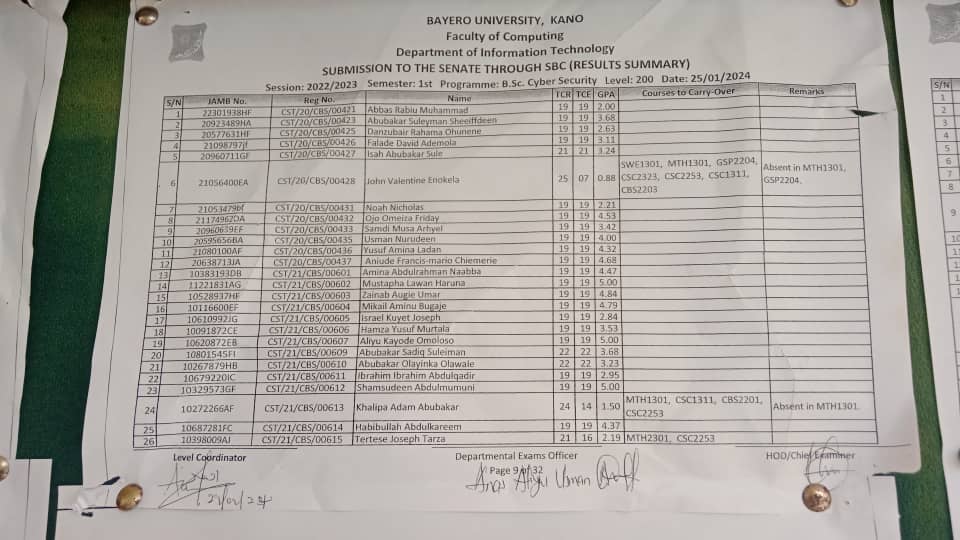 BAYERO UNIVERSITY, KANO
Faculty of Computing
Department of Information Technology
SUBMISSION TO THE SENATE THROUGH SBC (RESULTS SUMMARY)
Session: 2022/2023 Semester: 1st Programme: B.Sc. Cyber Security Level: 200 Date: 25/01/2024
S/N JAMB No. Reg No. Name TCR TCE GPA Courses to Carry-Over Remarks
1 22301938HF CST/20/CBS/00421 Abbas Rabiu Muhammad 19 19 2.00
2 20923489HA CST/20/CBS/00423 Abubakar Suleyman Sheeiffdeen 19 19 3.68
3 20577631HF CST/20/CBS/00425 Danzubair Rahama Ohunene 19 19 2.63
4 21098797jf CST/20/CBS/00426 Falade David Ademola 19 19 3.11
5 20960711GF CST/20/CBS/00427 Isah Abubakar Sule 21 21 3.24
6 21056400EA CST/20/CBS/00428 John Valentine Enokela 25 07 0.88 SWE1301, MTH1301, GSP2204, CSC2323, CSC2253, CSC1311, CBS2203 Absent in MTH1301, GSP2204.
7 21053479bf CST/20/CBS/00431 Noah Nicholas 19 19 2.21
8 21174962DA CST/20/CBS/00432 Ojo Omeiza Friday 19 19 4.53
9 20960639EF CST/20/CBS/00433 Samdi Musa Arhyel 19 19 3.42
10 20595656BA CST/20/CBS/00435 Usman Nurudeen 19 19 4.00
11 21080100AF CST/20/CBS/00436 Yusuf Amina Ladan 19 19 4.32
12 20638713JA CST/20/CBS/00437 Aniude Francis-mario Chiemerie 19 19 4.68
13 10383193DB CST/21/CBS/00601 Amina Abdulrahman Naabba 19 19 4.47
14 11221831AG CST/21/CBS/00602 Mustapha Lawan Haruna 19 19 5.00
15 10528937HF CST/21/CBS/00603 Zainab Augie Umar 19 19 4.84
16 10116600EF CST/21/CBS/00604 Mikail Aminu Bugaje 19 19 4.79
17 10610992JG CST/21/CBS/00605 Israel Kuyet Joseph 19 19 2.84
18 10091872CE CST/21/CBS/00606 Hamza Yusuf Murtala 19 19 3.53
19 10620872EB CST/21/CBS/00607 Aliyu Kayode Omoloso 19 19 5.00
20 10801545FI CST/21/CBS/00609 Abubakar Sadiq Suleiman 22 22 3.68
21 10267879HB CST/21/CBS/00610 Abubakar Olayinka Olawale 22 22 3.23
22 10679220IC CST/21/CBS/00611 Ibrahim Ibrahim Abdulqadir 19 19 2.95
23 10329573GF CST/21/CBS/00612 Shamsudeen Abdulmumuni 19 19 5.00
24 10272266AF CST/21/CBS/00613 Khalipa Adam Abubakar 24 14 1.50 MTH1301, CSC1311, CBS2201, CSC2253 Absent in MTH1301.
25 10687281FC CST/21/CBS/00614 Habibullah Abdulkareem 19 19 4.37
26 10398009AJ CST/21/CBS/00615 Tertese Joseph Tarza 21 16 2.19 MTH2301, CSC2253
Level Coordinator Departmental Exams Officer HOD/Chief Examiner
Page 9 of 32
Aliyu Usman
S/N
1
2
3
4
5
6
7
8
9
10